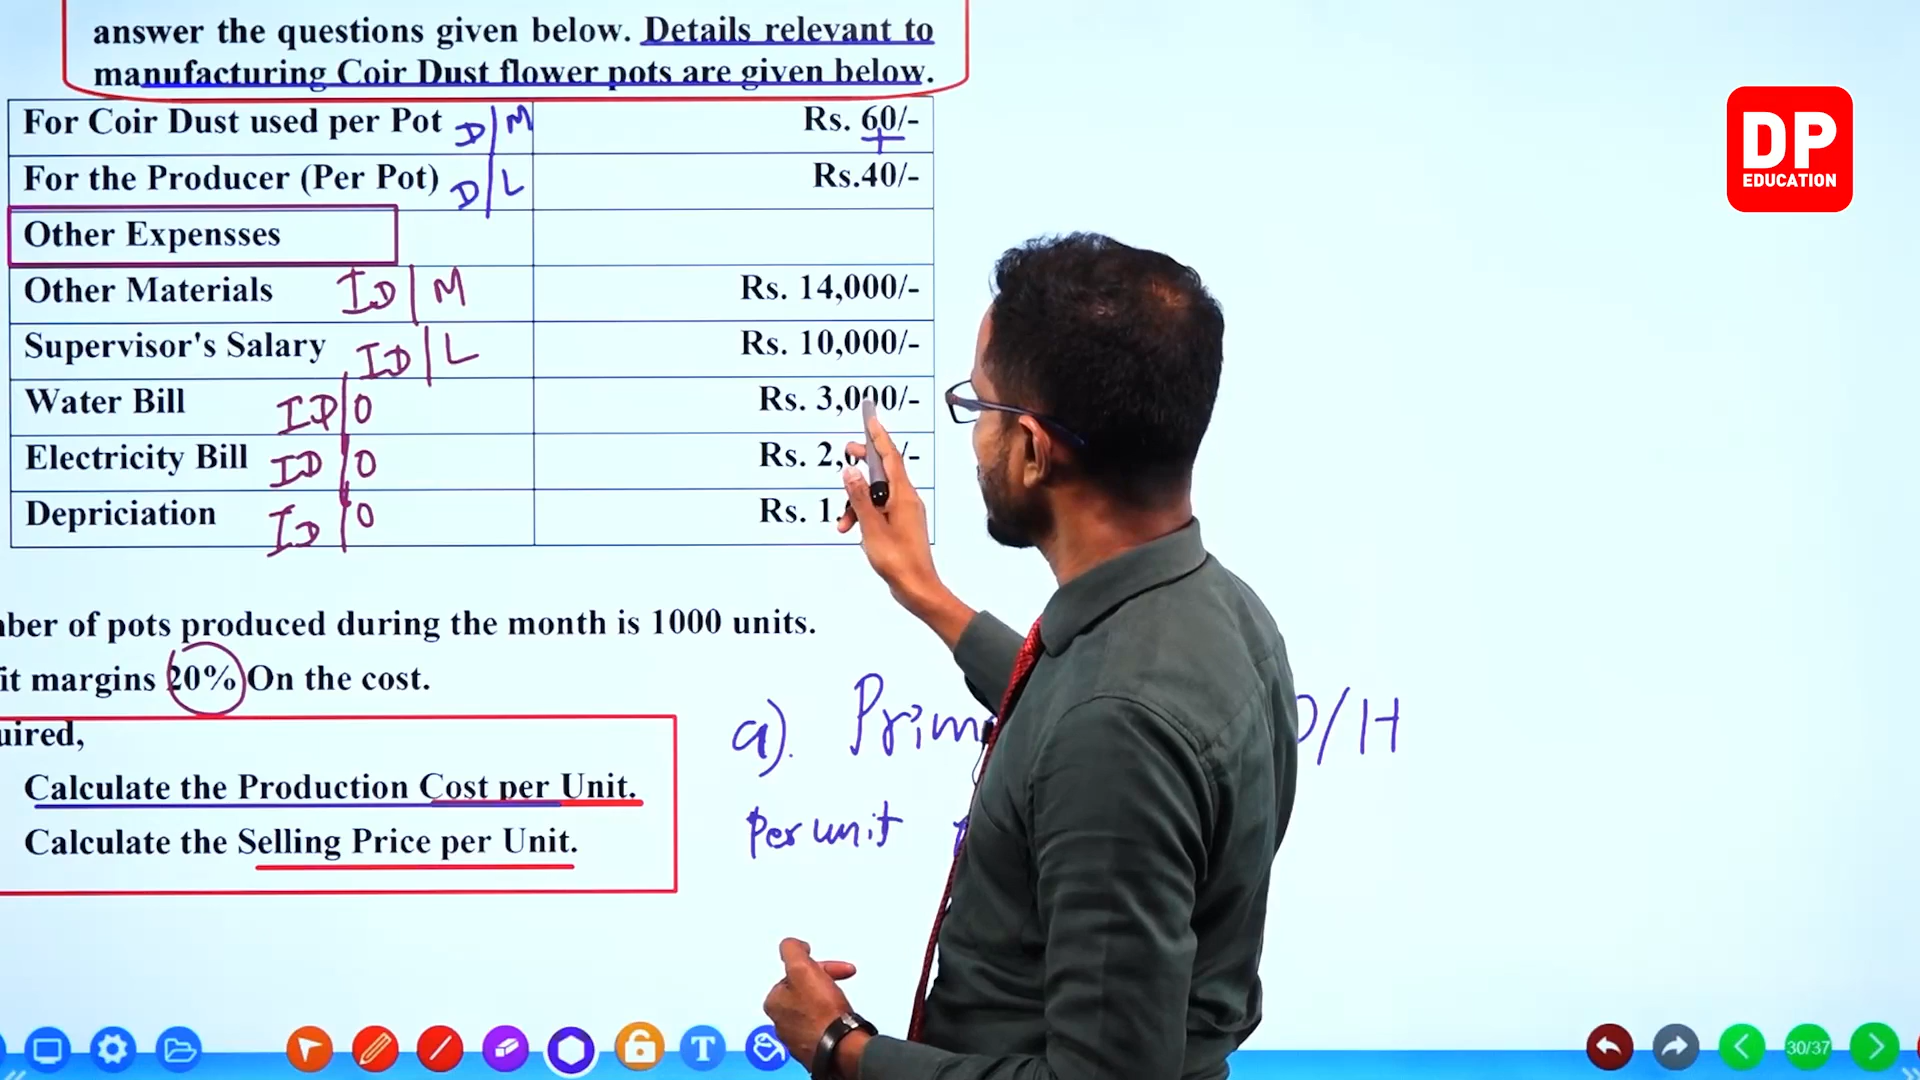 answer the questions given below. Details relevant to
manufacturing Coir Dust flower pots are given below.
For Coir Dust used per Pot D/M Rs. 60/-
For the Producer (Per Pot) D/L Rs.40/-
Other Expensses
Other Materials ID/M Rs. 14,000/-
Supervisor's Salary ID/L Rs. 10,000/-
Water Bill ID/O Rs. 3,000/-
Electricity Bill ID/O Rs. 2,
Depriciation ID/O Rs. 1.
of pots produced during the month is 1000 units.
margins 20% On the cost.
Calculate the Production Cost per Unit.
Calculate the Selling Price per Unit.
a).
/H
Per unit
DP
EDUCATION
T
30/37